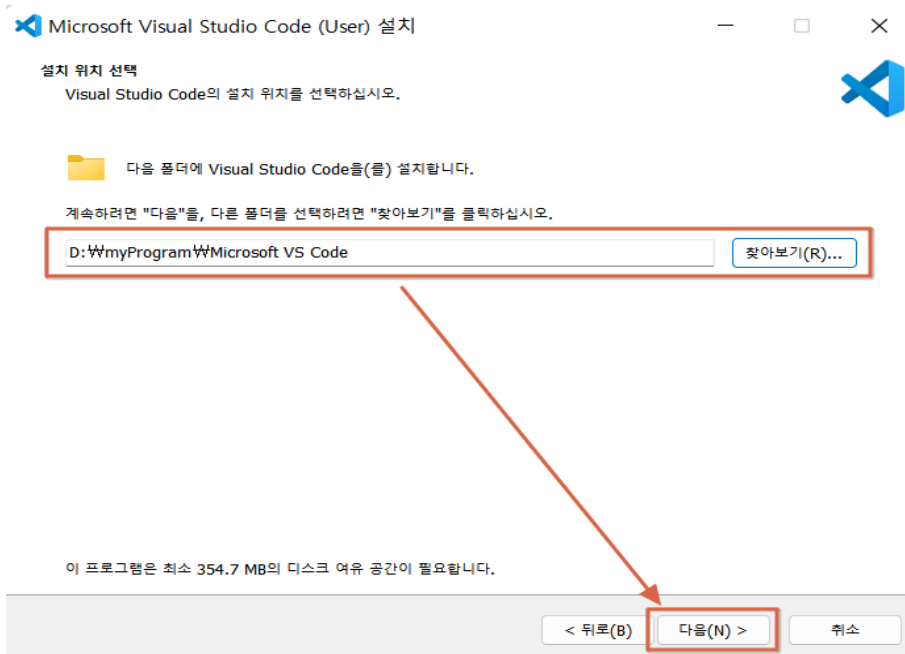 Microsoft Visual Studio Code (User) 설치
설치 위치 선택
Visual Studio Code의 설치 위치를 선택하십시오.
다음 폴더에 Visual Studio Code을(를) 설치합니다.
계속하려면 "다음"을, 다른 폴더를 선택하려면 "찾아보기"를 클릭하십시오.
D:₩myProgram₩Microsoft VS Code
찾아보기(R)...
이 프로그램은 최소 354.7 MB의 디스크 여유 공간이 필요합니다.
< 뒤로(B)
다음(N) >
취소